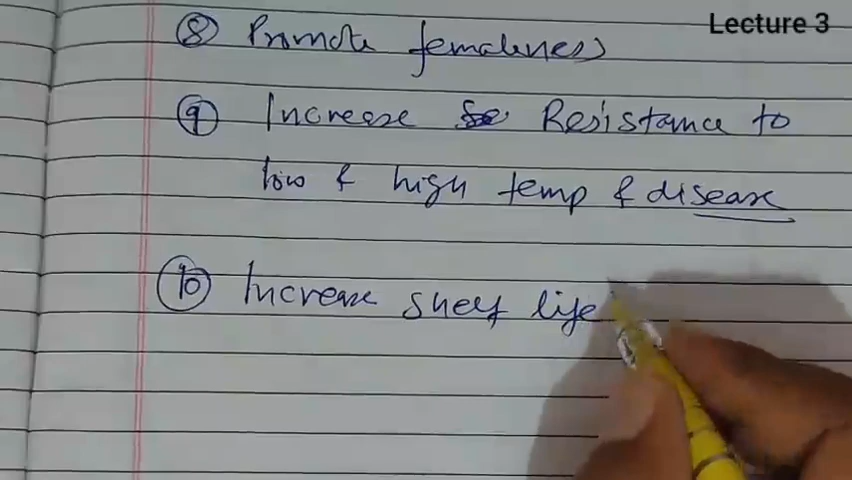 Lecture 3
⑧ Promote femaleness
⑨ Increase Resistance to
low & high temp & disease
⑩ Increase shelf life